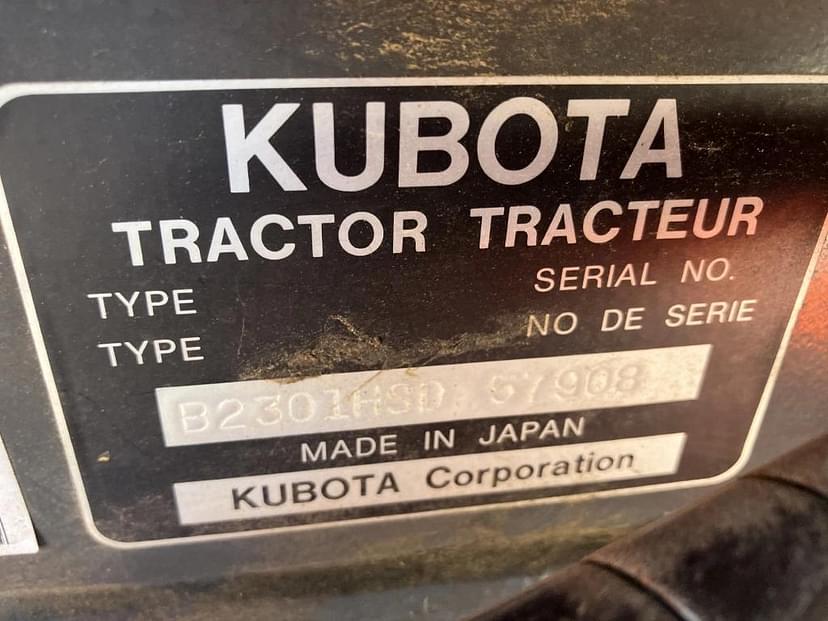 KUBOTA
TRACTOR TRACTEUR
TYPE SERIAL NO.
TYPE NO DE SERIE
B2301HSD 57908
MADE IN JAPAN
KUBOTA Corporation